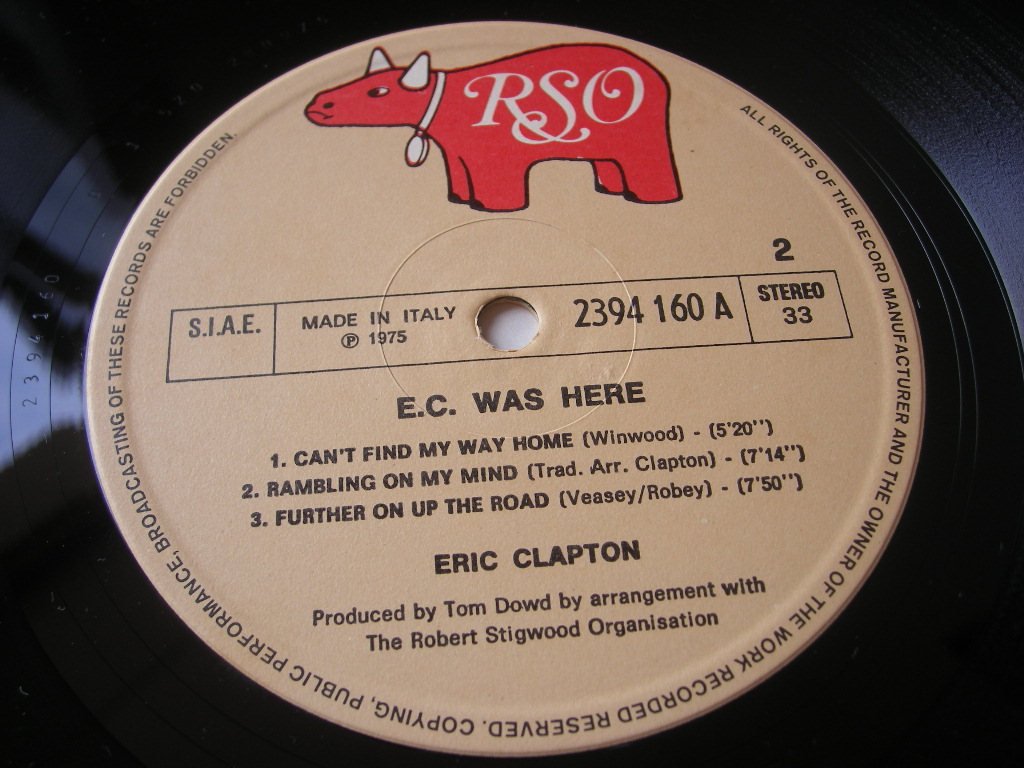 RSO
ALL RIGHTS OF THE RECORD MANUFACTURER AND THE OWNER OF THE WORK RECORDED RESERVED. COPYING, PUBLIC PERFORMANCE, BROADCASTING OF THESE RECORDS ARE FORBIDDEN.
2
S.I.A.E.
MADE IN ITALY
℗ 1975
2394 160 A
STEREO
33
E.C. WAS HERE
1. CAN'T FIND MY WAY HOME (Winwood) - (5'20'')
2. RAMBLING ON MY MIND (Trad. Arr. Clapton) - (7'14'')
3. FURTHER ON UP THE ROAD (Veasey/Robey) - (7'50'')
ERIC CLAPTON
Produced by Tom Dowd by arrangement with
The Robert Stigwood Organisation
2394160